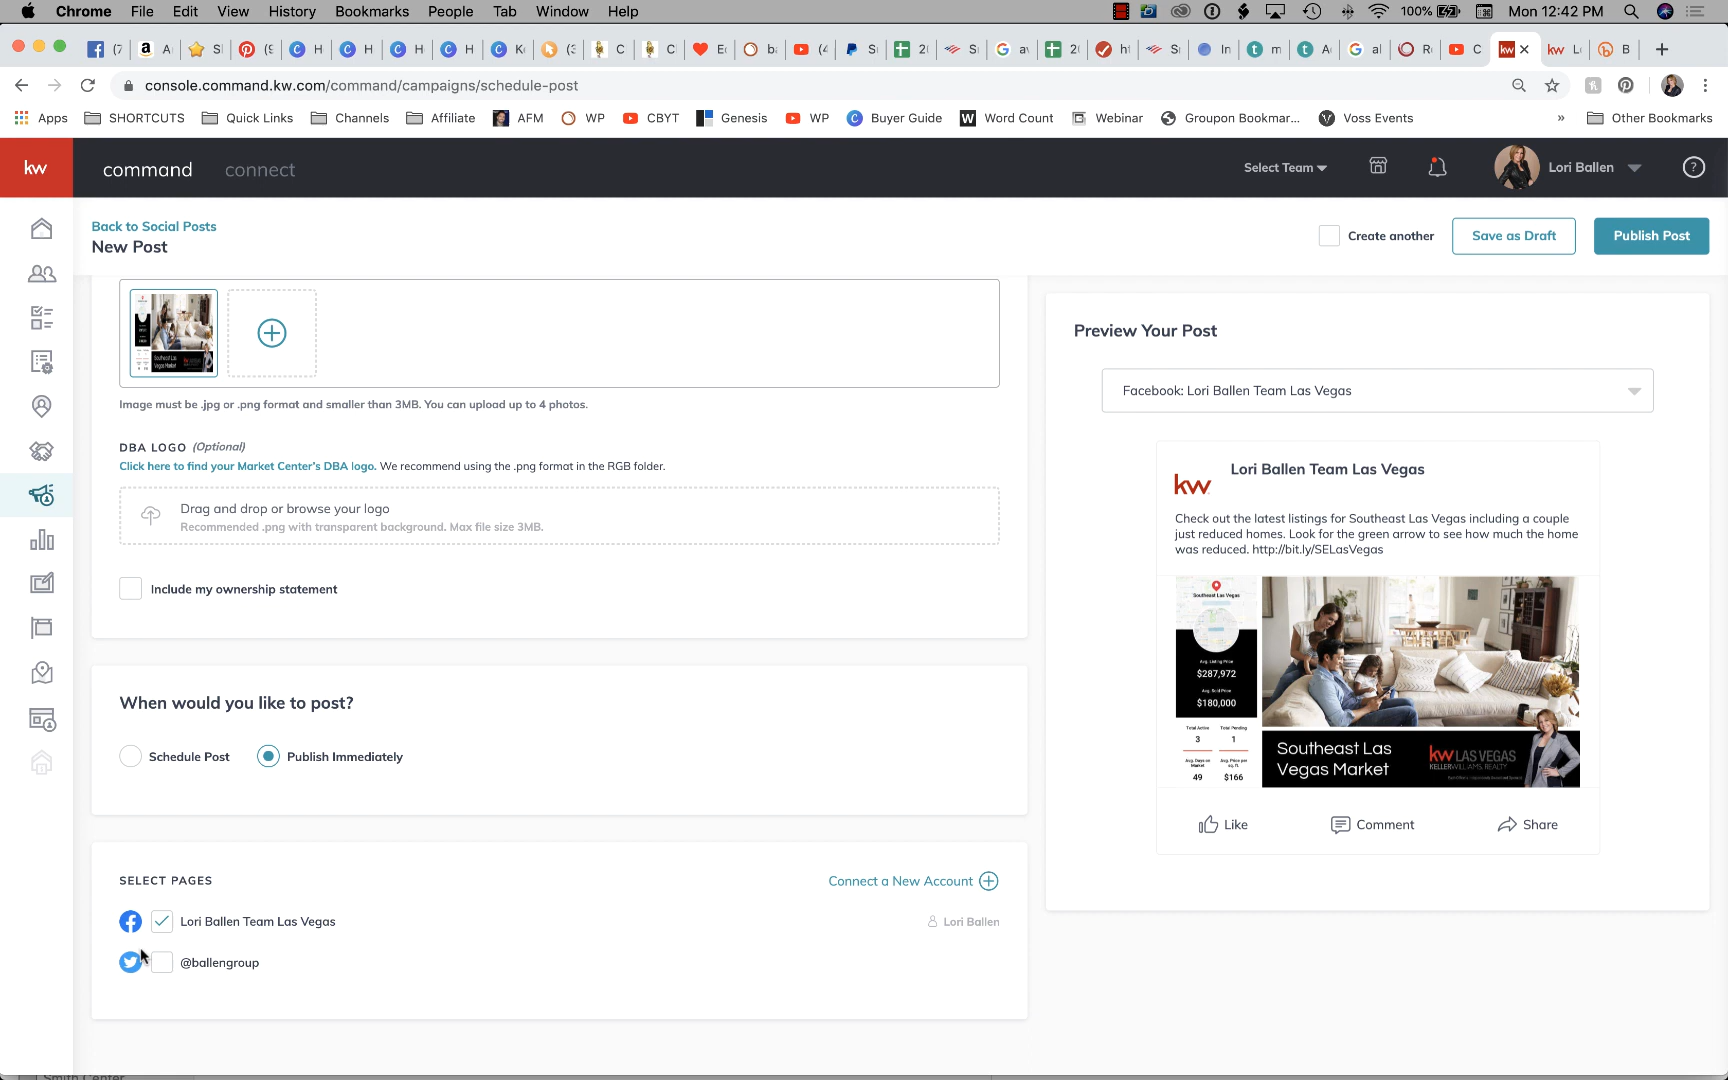 Chrome File Edit View History Bookmarks People Tab Window Help 100% Mon 12:42 PM
console.command.kw.com/command/campaigns/schedule-post
Apps SHORTCUTS Quick Links Channels Affiliate AFM WP CBYT Genesis WP Buyer Guide Word Count Webinar Groupon Bookmar... Voss Events » Other Bookmarks
kw command connect Select Team Lori Ballen
Back to Social Posts
New Post
Create another Save as Draft Publish Post
Image must be .jpg or .png format and smaller than 3MB. You can upload up to 4 photos.
DBA LOGO (Optional)
Click here to find your Market Center's DBA logo. We recommend using the .png format in the RGB folder.
Drag and drop or browse your logo
Recommended .png with transparent background. Max file size 3MB.
Include my ownership statement
When would you like to post?
Schedule Post Publish Immediately
SELECT PAGES
Connect a New Account
Lori Ballen Team Las Vegas Lori Ballen
@ballengroup
Preview Your Post
Facebook: Lori Ballen Team Las Vegas
kw
Lori Ballen Team Las Vegas
Check out the latest listings for Southeast Las Vegas including a couple
just reduced homes. Look for the green arrow to see how much the home
was reduced. http://bit.ly/SELasVegas
Southeast Las Vegas
Avg. Listing Price
$287,972
Avg. Sold Price
$180,000
Total Active Total Pending
3 1
Avg. Days on Market Avg. Price per sq. ft.
49 $166
Southeast Las
Vegas Market
kw LAS VEGAS
KELLERWILLIAMS. REALTY
Like Comment Share